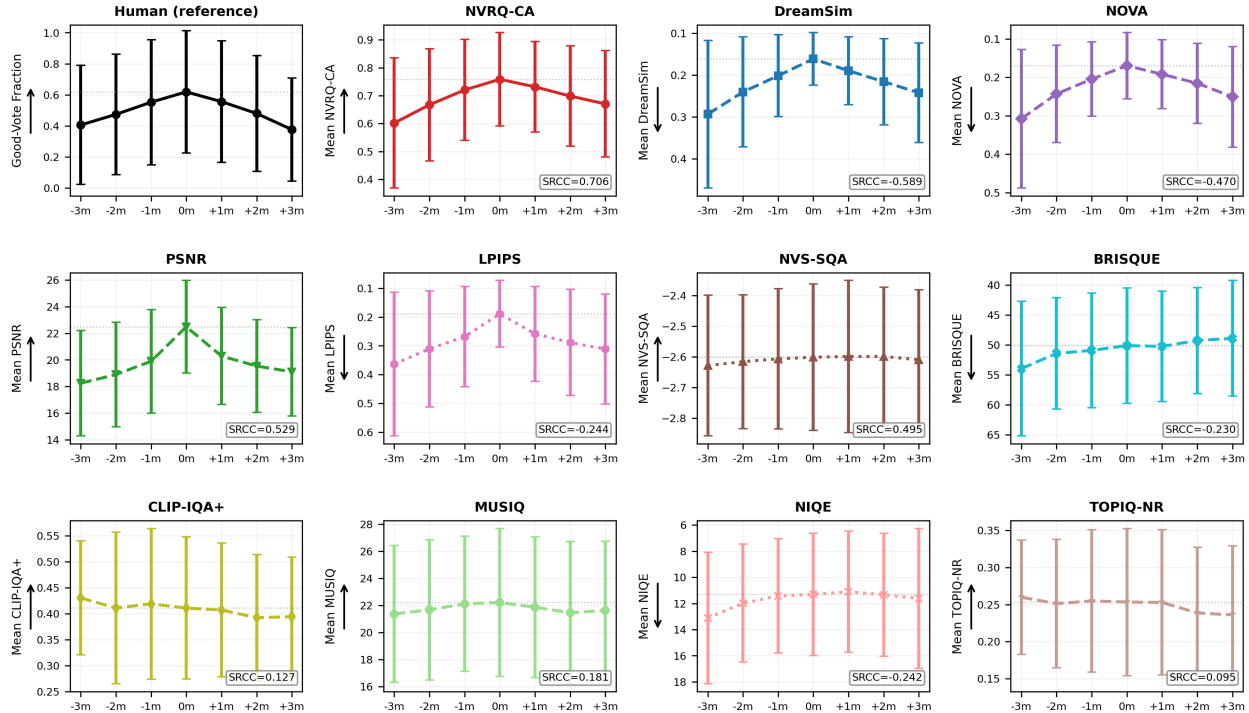 Human (reference)
Good-Vote Fraction
1.0
0.8
0.6
0.4
0.2
0.0
-3m -2m -1m 0m +1m +2m +3m
NVRQ-CA
Mean NVRQ-CA
0.9
0.8
0.7
0.6
0.5
0.4
SRCC=0.706
-3m -2m -1m 0m +1m +2m +3m
DreamSim
Mean DreamSim
0.1
0.2
0.3
0.4
SRCC=-0.589
-3m -2m -1m 0m +1m +2m +3m
NOVA
Mean NOVA
0.1
0.2
0.3
0.4
0.5
SRCC=-0.470
-3m -2m -1m 0m +1m +2m +3m
PSNR
Mean PSNR
26
24
22
20
18
16
14
SRCC=0.529
-3m -2m -1m 0m +1m +2m +3m
LPIPS
Mean LPIPS
0.1
0.2
0.3
0.4
0.5
0.6
SRCC=-0.244
-3m -2m -1m 0m +1m +2m +3m
NVS-SQA
Mean NVS-SQA
−2.4
−2.5
−2.6
−2.7
−2.8
SRCC=0.495
-3m -2m -1m 0m +1m +2m +3m
BRISQUE
Mean BRISQUE
40
45
50
55
60
65
SRCC=-0.230
-3m -2m -1m 0m +1m +2m +3m
CLIP-IQA+
Mean CLIP-IQA+
0.55
0.50
0.45
0.40
0.35
0.30
0.25
SRCC=0.127
-3m -2m -1m 0m +1m +2m +3m
MUSIQ
Mean MUSIQ
28
26
24
22
20
18
16
SRCC=0.181
-3m -2m -1m 0m +1m +2m +3m
NIQE
Mean NIQE
6
8
10
12
14
16
18
SRCC=-0.242
-3m -2m -1m 0m +1m +2m +3m
TOPIQ-NR
Mean TOPIQ-NR
0.35
0.30
0.25
0.20
0.15
SRCC=0.095
-3m -2m -1m 0m +1m +2m +3m